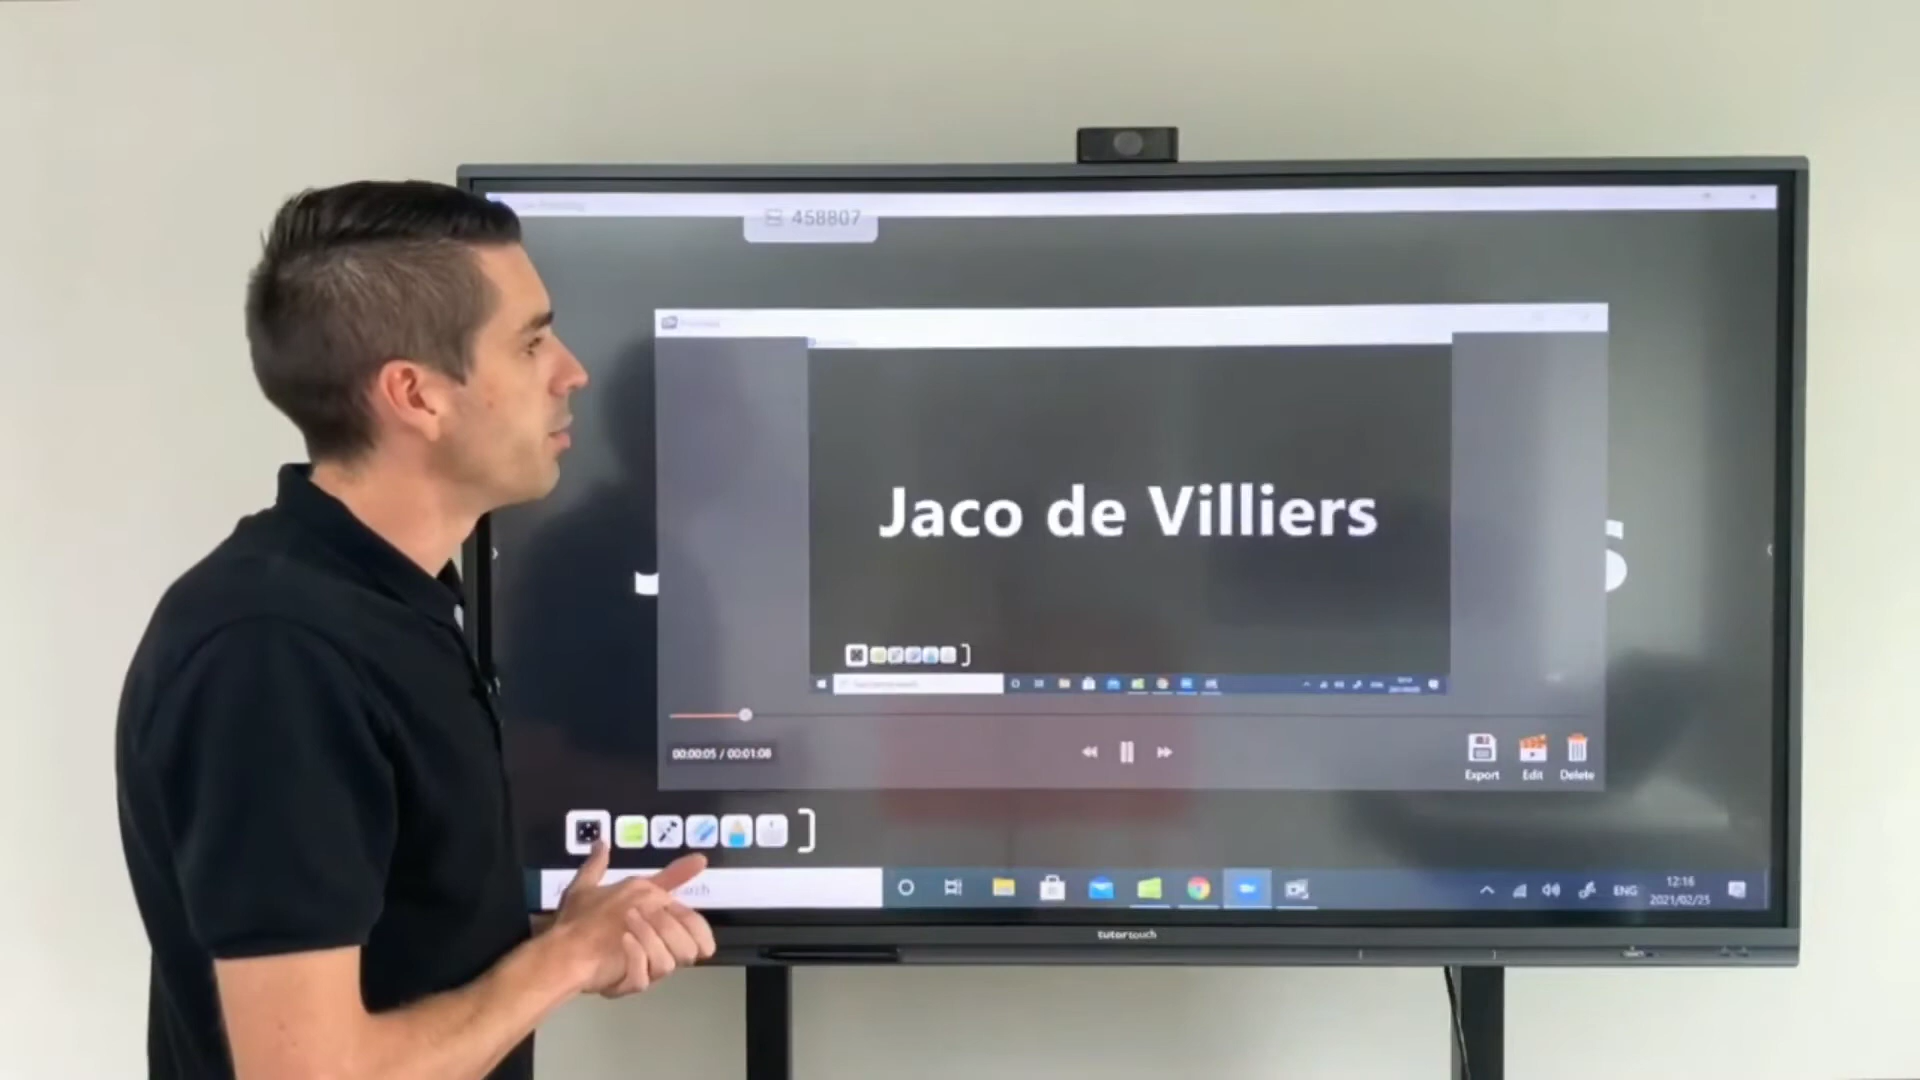 458807
Jaco de Villiers
s
00:00:05 / 00:01:08
Export
Edit
Delete
ENG
12:16
2021/02/25
tutortouch